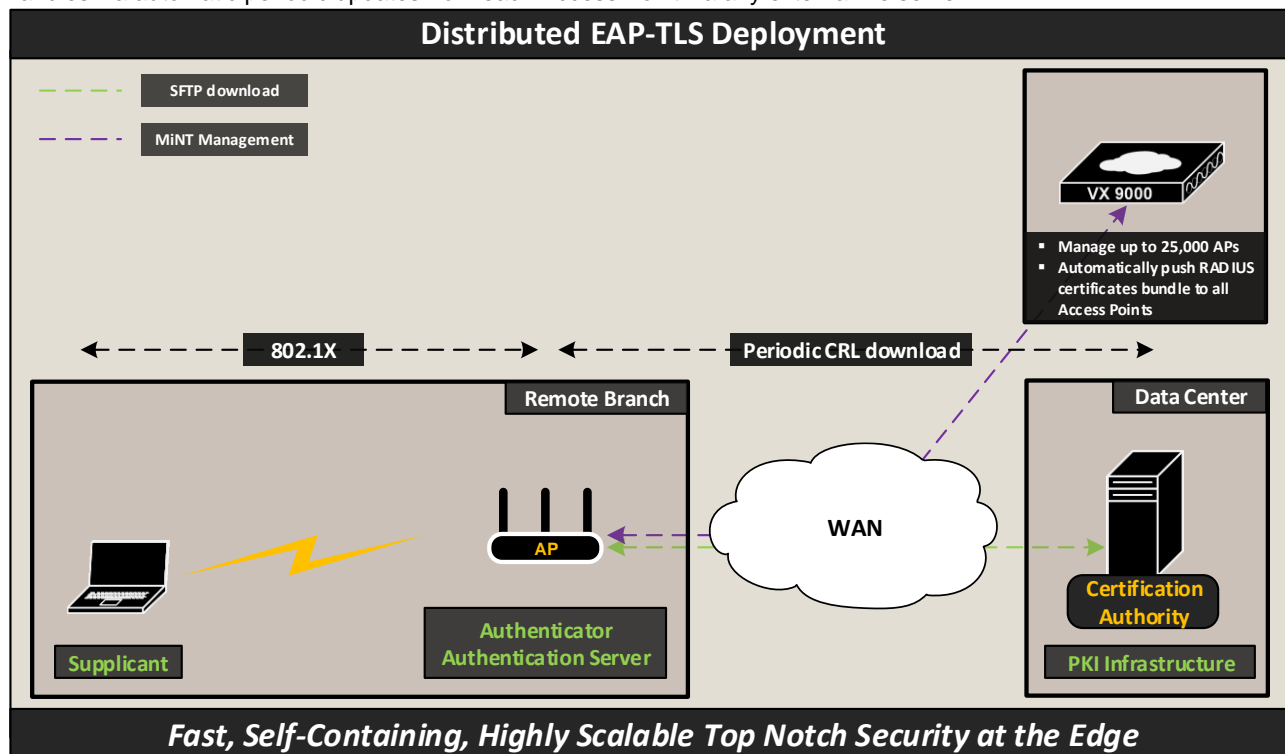 Distributed EAP-TLS Deployment
SFTP download
MiNT Management
VX 9000
▪ Manage up to 25,000 APs
▪ Automatically push RADIUS
certificates bundle to all
Access Points
802.1X
Periodic CRL download
Remote Branch
Data Center
WAN
AP
Certification
Authority
Authenticator
Authentication Server
Supplicant
PKI Infrastructure
Fast, Self-Containing, Highly Scalable Top Notch Security at the Edge